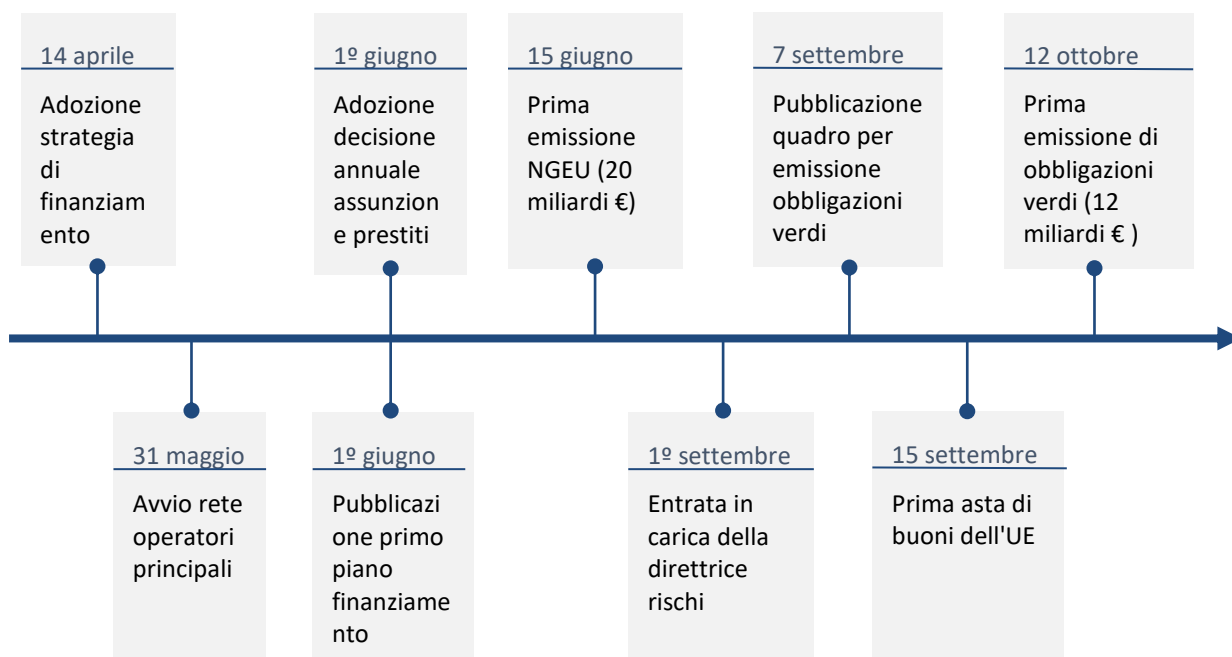 14 aprile
Adozione
strategia
di
finanziam
ento
1º giugno
Adozione
decisione
annuale
assunzion
e prestiti
15 giugno
Prima
emissione
NGEU (20
miliardi €)
7 settembre
Pubblicazione
quadro per
emissione
obbligazioni
verdi
12 ottobre
Prima
emissione di
obbligazioni
verdi (12
miliardi € )
31 maggio
Avvio rete
operatori
principali
1º giugno
Pubblicazi
one primo
piano
finanziame
nto
1º settembre
Entrata in
carica della
direttrice
rischi
15 settembre
Prima asta di
buoni dell'UE